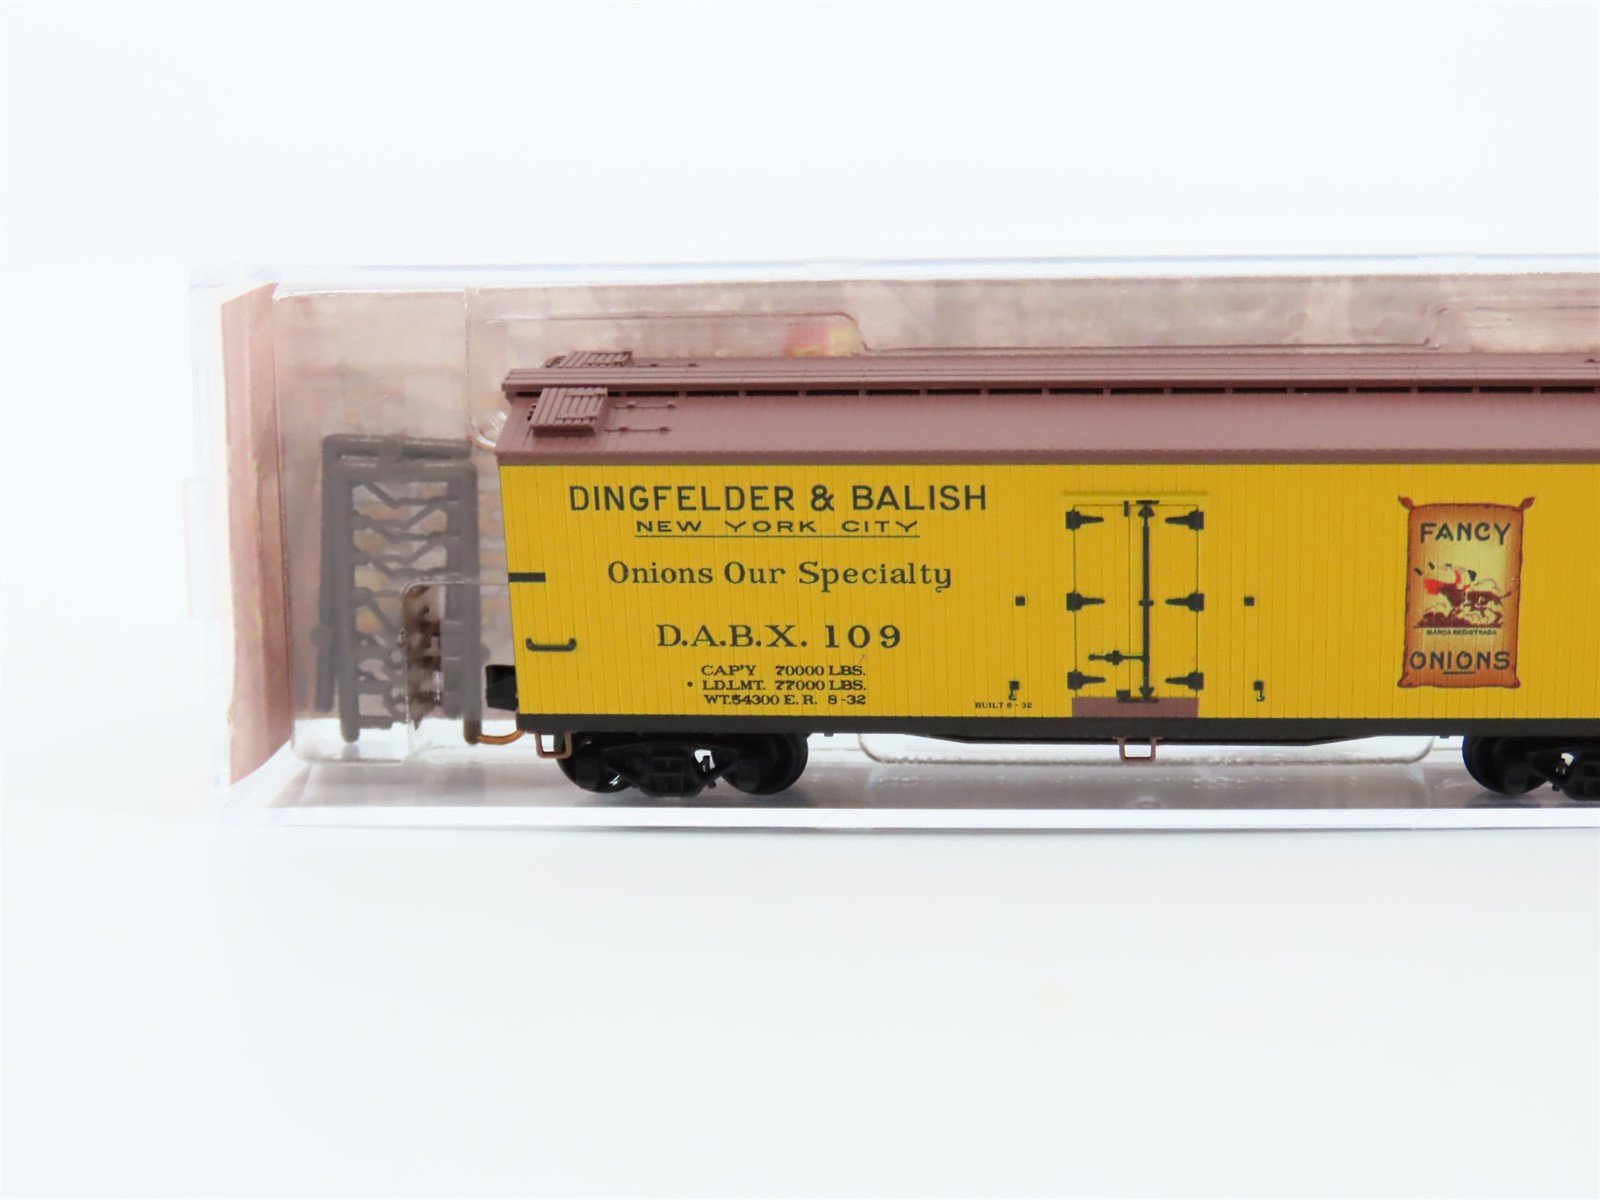 DINGFELDER & BALISH
NEW YORK CITY
Onions Our Specialty
D.A.B.X. 109
CAP'Y 70000 LBS.
• LD.LMT. 77000 LBS.
WT. 54300 E. R. 8-32
BUILT 8-32
FANCY
MARCA REGISTRADA
ONIONS